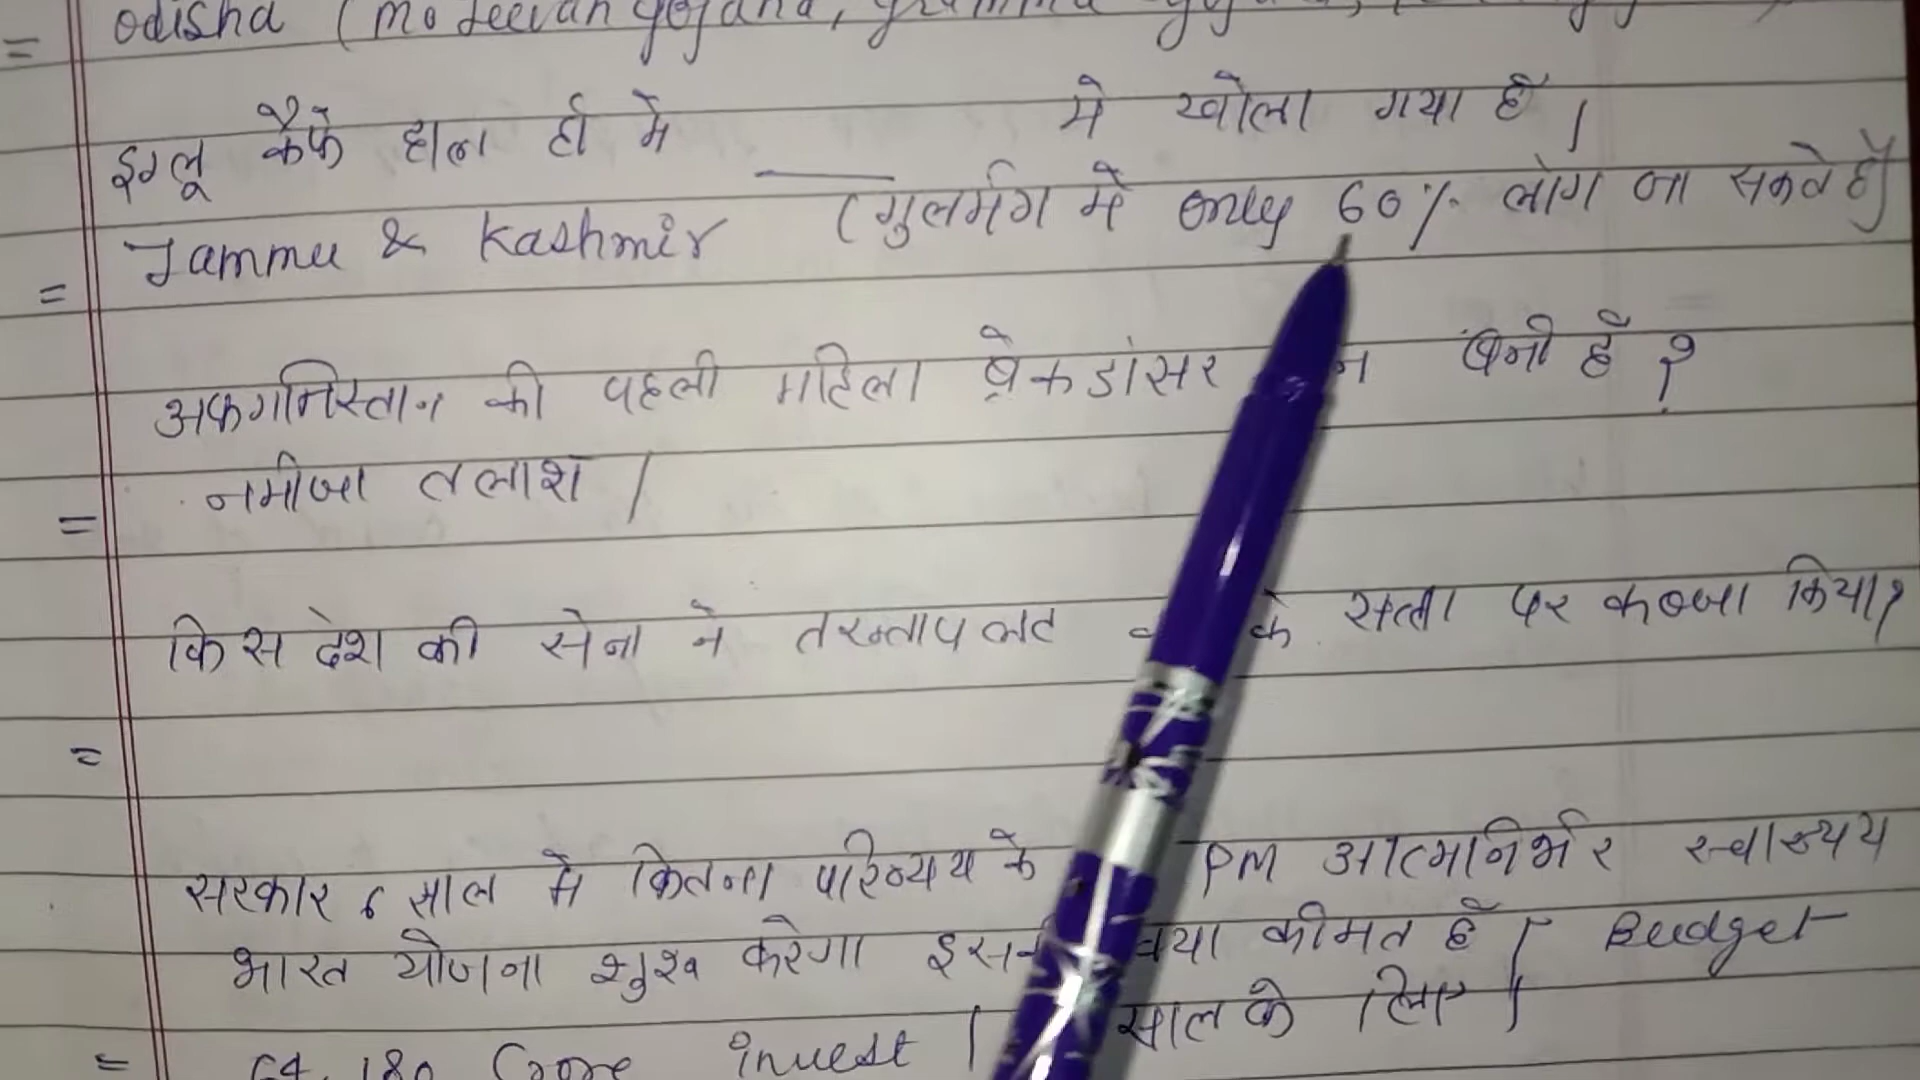 = Odisha (Mo Jeevan Yojana,
इग्लू कैफे हाल ही मे ______ मे खोला गया है।
= Jammu & Kashmir (गुलमर्ग मे only 60% लोग जा सकते है)
अफगानिस्तान की पहली महिला ब्रेकडांसर बनी है ?
= नमीजा तलाश।
किस देश की सेना ने तख्तापलट के सत्ता पर कब्जा किया?
=
सरकार 6 साल मे कितना परिव्यय के PM आत्मनिर्भर स्वास्थ्य
भारत योजना शुरू करेगा क्या कीमत है। Budget
= 64,180 Crore invest। साल के लिए।